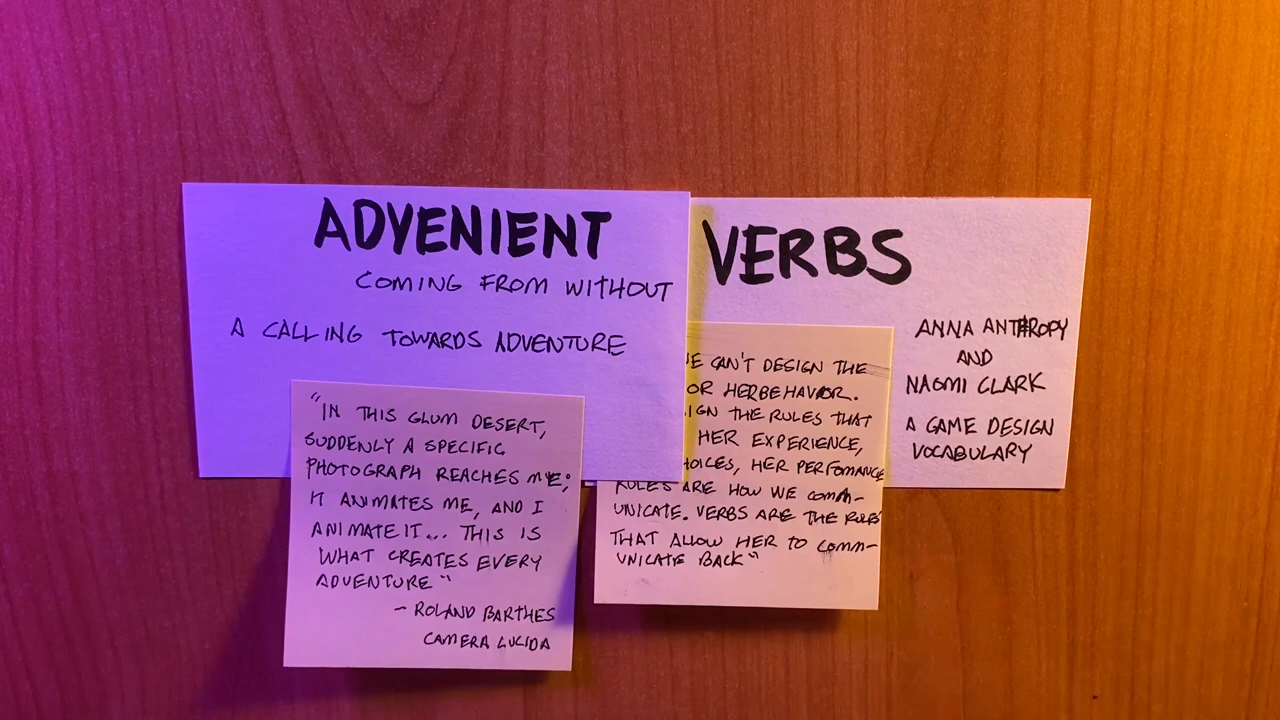 ADVENIENT
COMING FROM WITHOUT
A CALLING TOWARDS ADVENTURE
"IN THIS GLUM DESERT,
SUDDENLY A SPECIFIC
PHOTOGRAPH REACHES ME;
IT ANIMATES ME, AND I
ANIMATE IT... THIS IS
WHAT CREATES EVERY
ADVENTURE"
- ROLAND BARTHES
CAMERA LUCIDA
VERBS
CAN'T DESIGN THE
OR HER BEHAVIOR.
THE RULES THAT
HER EXPERIENCE,
HER PERFOMANCE
RULES ARE HOW WE COMM-
UNICATE. VERBS ARE THE RULES
THAT ALLOW HER TO COMM-
UNICATE BACK"
ANNA ANTHROPY
AND
NAOMI CLARK
A GAME DESIGN
VOCABULARY